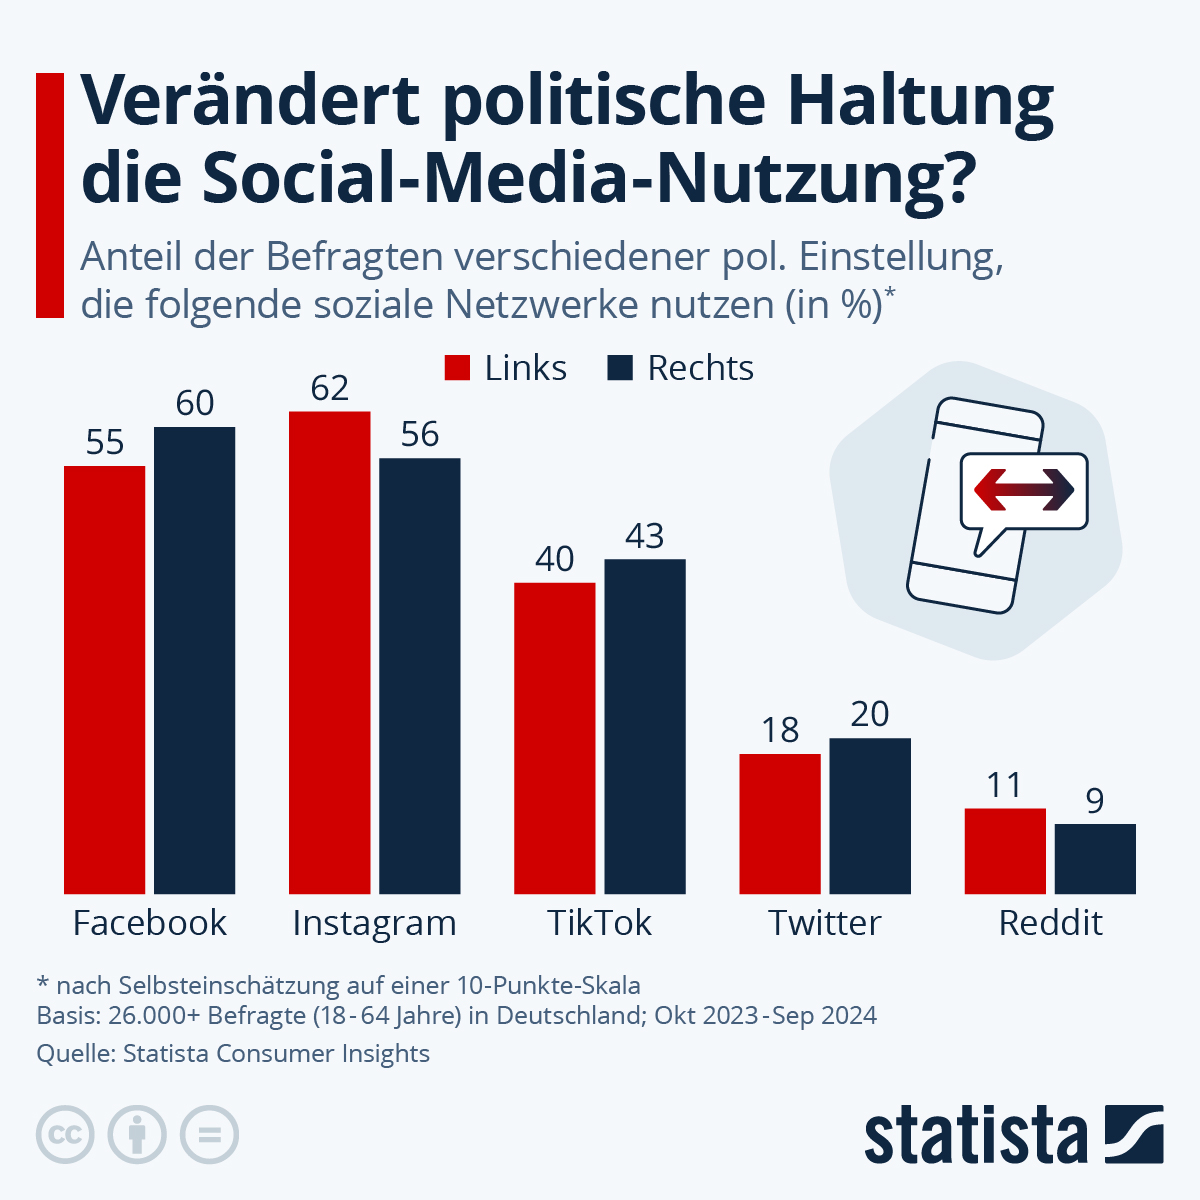 Verändert politische Haltung
die Social-Media-Nutzung?
Anteil der Befragten verschiedener pol. Einstellung,
die folgende soziale Netzwerke nutzen (in %)*
Links Rechts
55 60 62 56 40 43 18 20 11 9
Facebook Instagram TikTok Twitter Reddit
* nach Selbsteinschätzung auf einer 10-Punkte-Skala
Basis: 26.000+ Befragte (18-64 Jahre) in Deutschland; Okt 2023-Sep 2024
Quelle: Statista Consumer Insights
cc
statista